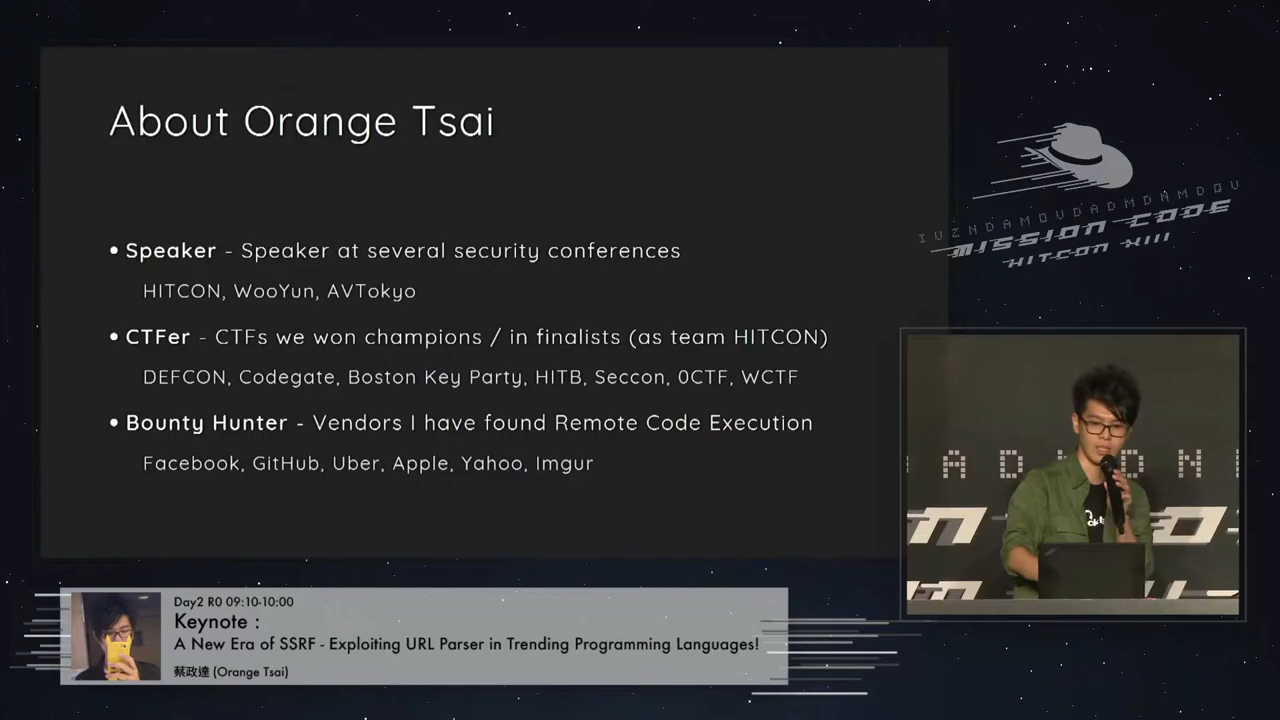 About Orange Tsai
• Speaker - Speaker at several security conferences
HITCON, WooYun, AVTokyo
• CTFer - CTFs we won champions / in finalists (as team HITCON)
DEFCON, Codegate, Boston Key Party, HITB, Seccon, 0CTF, WCTF
• Bounty Hunter - Vendors I have found Remote Code Execution
Facebook, GitHub, Uber, Apple, Yahoo, Imgur
IUZNDAMOUDADMDNMDQU
MISSION CODE
HITCON XIII
Day2 R0 09:10-10:00
Keynote :
A New Era of SSRF - Exploiting URL Parser in Trending Programming Languages!
蔡政達 (Orange Tsai)